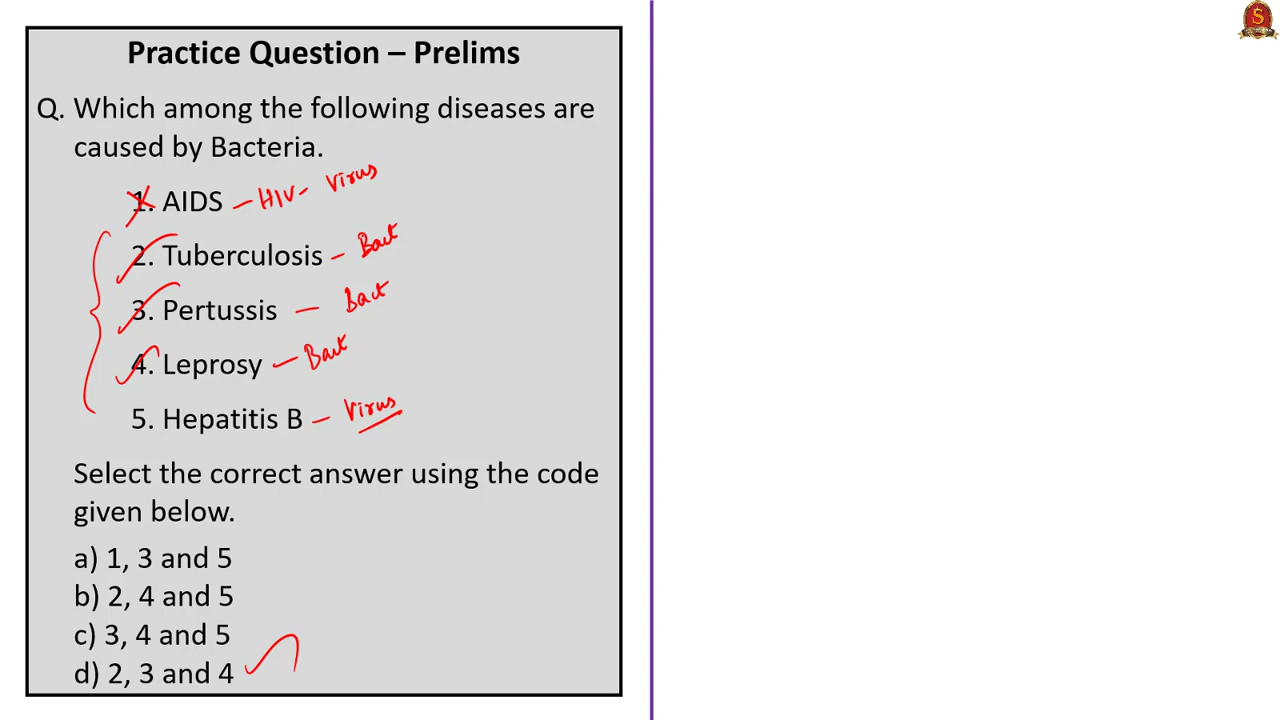 Practice Question – Prelims
Q. Which among the following diseases are
caused by Bacteria.
1. AIDS – HIV – Virus
2. Tuberculosis – Bact
3. Pertussis – Bact
4. Leprosy – Bact
5. Hepatitis B – Virus
Select the correct answer using the code
given below.
a) 1, 3 and 5
b) 2, 4 and 5
c) 3, 4 and 5
d) 2, 3 and 4
S